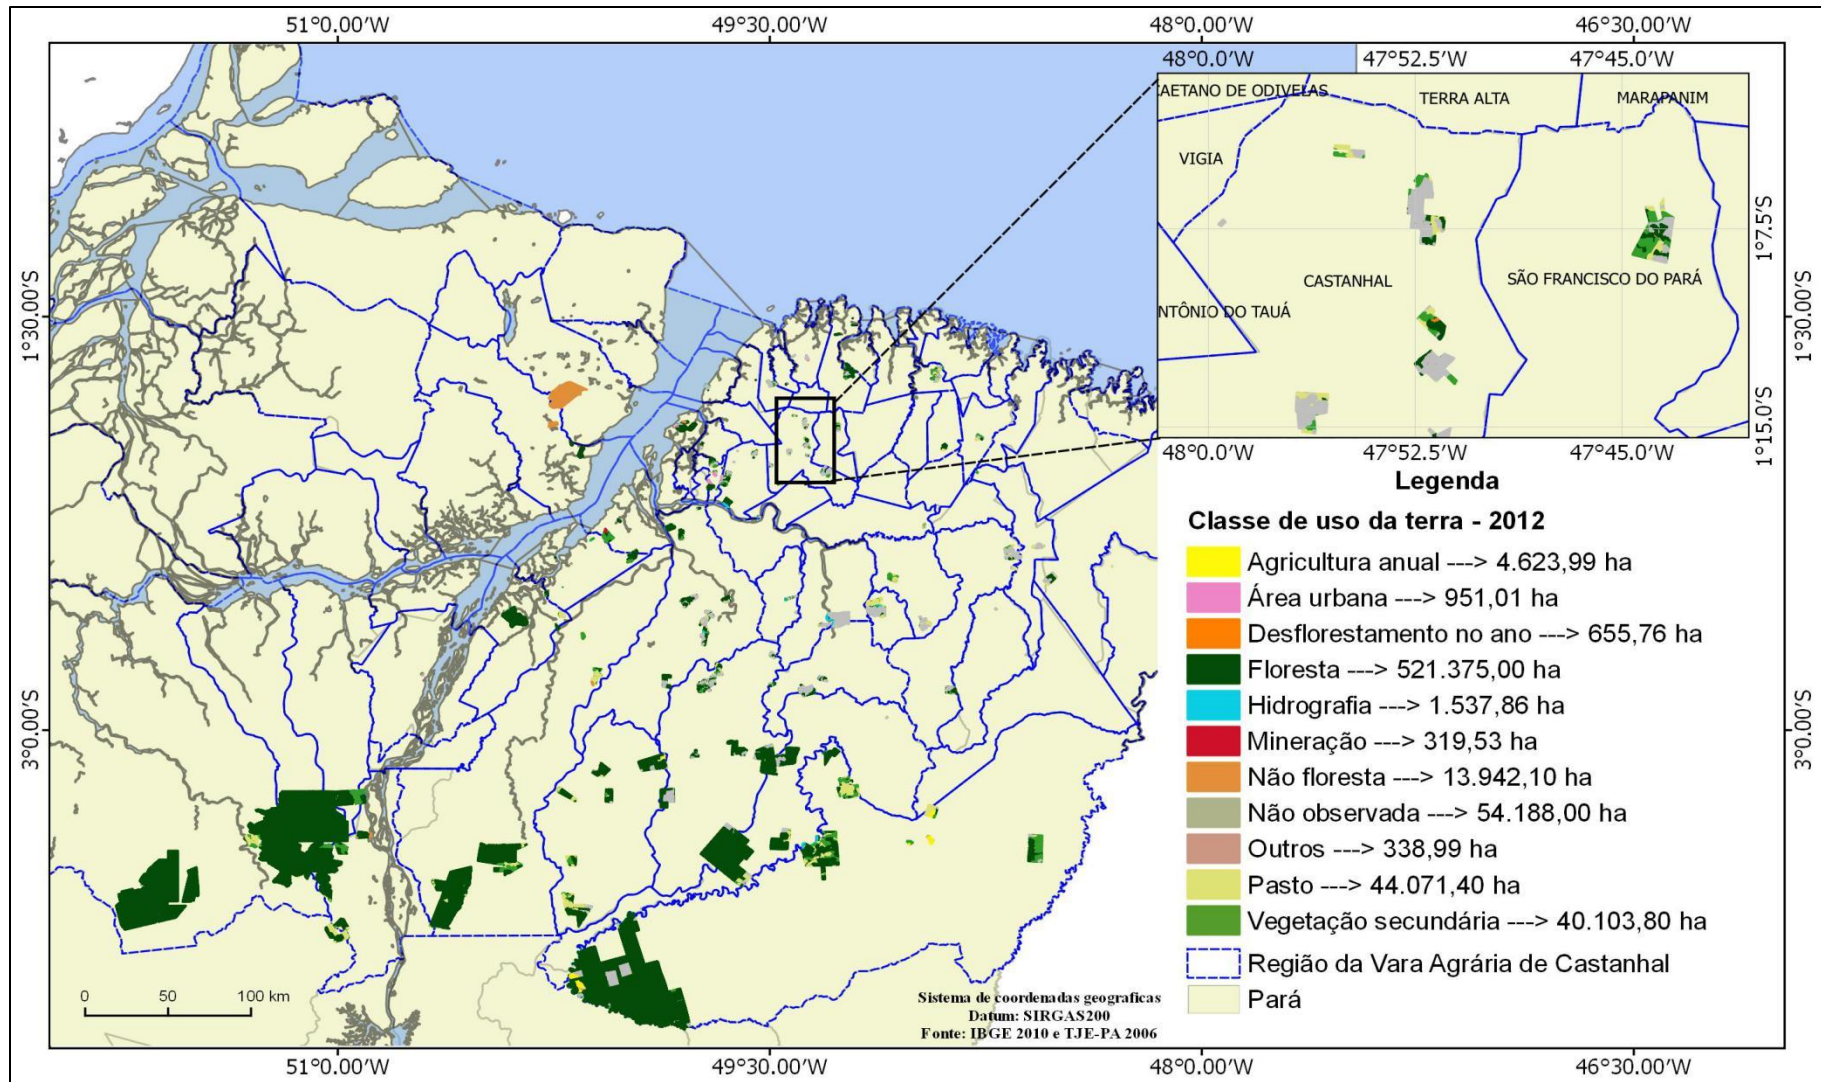 51°0.00'W
49°30.00'W
48°0.00'W
46°30.00'W
48°0.0'W
47°52.5'W
47°45.0'W
CAETANO DE ODIVELAS
TERRA ALTA
MARAPANIM
VIGIA
1°7.5'S
CASTANHAL
SÃO FRANCISCO DO PARÁ
NTÔNIO DO TAUÁ
1°30.00'S
1°30.00'S
1°15.0'S
48°0.0'W
47°52.5'W
47°45.0'W
Legenda
Classe de uso da terra - 2012
Agricultura anual ---> 4.623,99 ha
Área urbana ---> 951,01 ha
Desflorestamento no ano ---> 655,76 ha
Floresta ---> 521.375,00 ha
Hidrografia ---> 1.537,86 ha
Mineração ---> 319,53 ha
Não floresta ---> 13.942,10 ha
Não observada ---> 54.188,00 ha
Outros ---> 338,99 ha
Pasto ---> 44.071,40 ha
Vegetação secundária ---> 40.103,80 ha
Região da Vara Agrária de Castanhal
Pará
3°0.00'S
3°0.00'S
0 50 100 km
Sistema de coordenadas geograficas
Datum: SIRGAS200
Fonte: IBGE 2010 e TJE-PA 2006
51°0.00'W
49°30.00'W
48°0.00'W
46°30.00'W